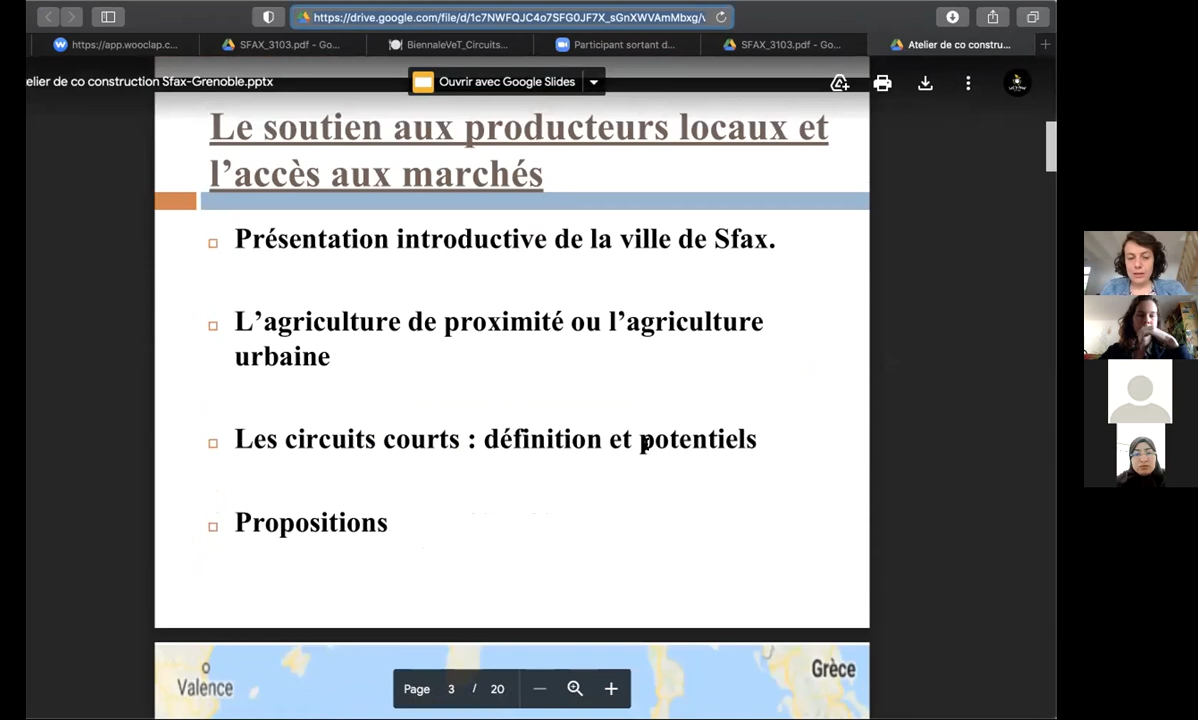 https://drive.google.com/file/d/1c7NWFQJC4o7SFG0JF7X_sGnXWVAmMbxg/v
https://app.wooclap.c...
SFAX_3103.pdf - Go...
BiennaleVeT_Circuits...
Participant sortant d...
SFAX_3103.pdf - Go...
Atelier de co constru...
elier de co construction Sfax-Grenoble.pptx
Ouvrir avec Google Slides
Le soutien aux producteurs locaux et
l'accès aux marchés
Présentation introductive de la ville de Sfax.
L'agriculture de proximité ou l'agriculture
urbaine
Les circuits courts : définition et potentiels
Propositions
Valence
Grèce
Page 3 / 20